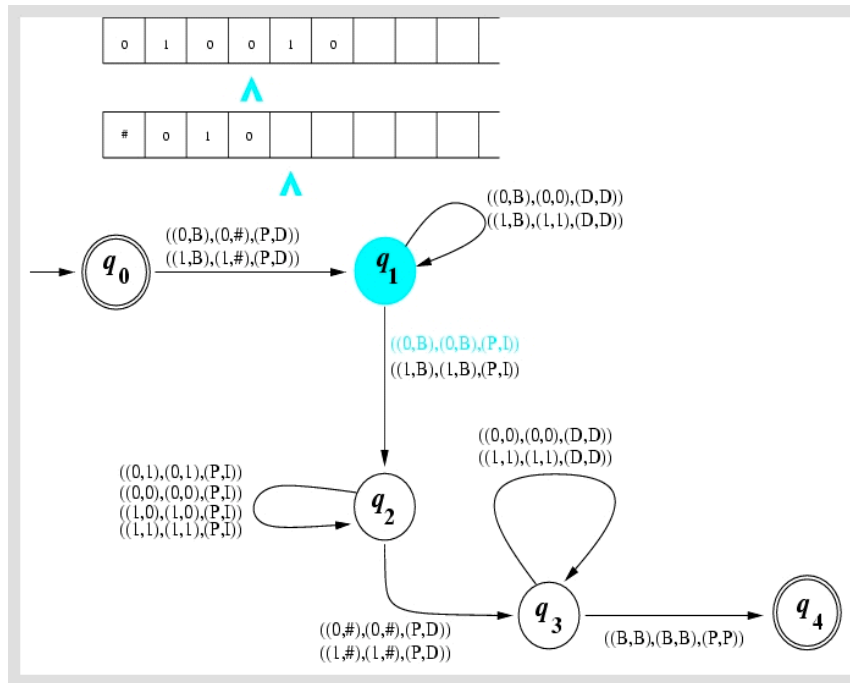 0 1 0 0 1 0
# 0 1 0
((0,B),(0,0),(D,D))
((1,B),(1,1),(D,D))
((0,B),(0,#),(P,D))
((1,B),(1,#),(P,D))
q0
q1
((0,B),(0,B),(P,I))
((1,B),(1,B),(P,I))
((0,0),(0,0),(D,D))
((1,1),(1,1),(D,D))
((0,1),(0,1),(P,I))
((0,0),(0,0),(P,I))
((1,0),(1,0),(P,I))
((1,1),(1,1),(P,I))
q2
q3
q4
((0,#),(0,#),(P,D))
((1,#),(1,#),(P,D))
((B,B),(B,B),(P,P))